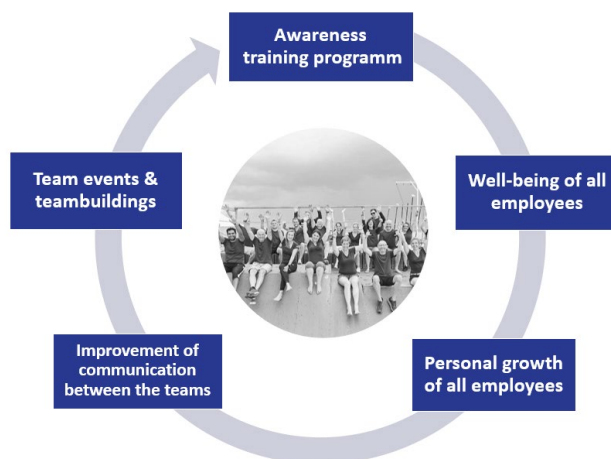 Awareness
training programm
Well-being of all
employees
Personal growth
of all employees
Improvement of
communication
between the teams
Team events &
teambuildings